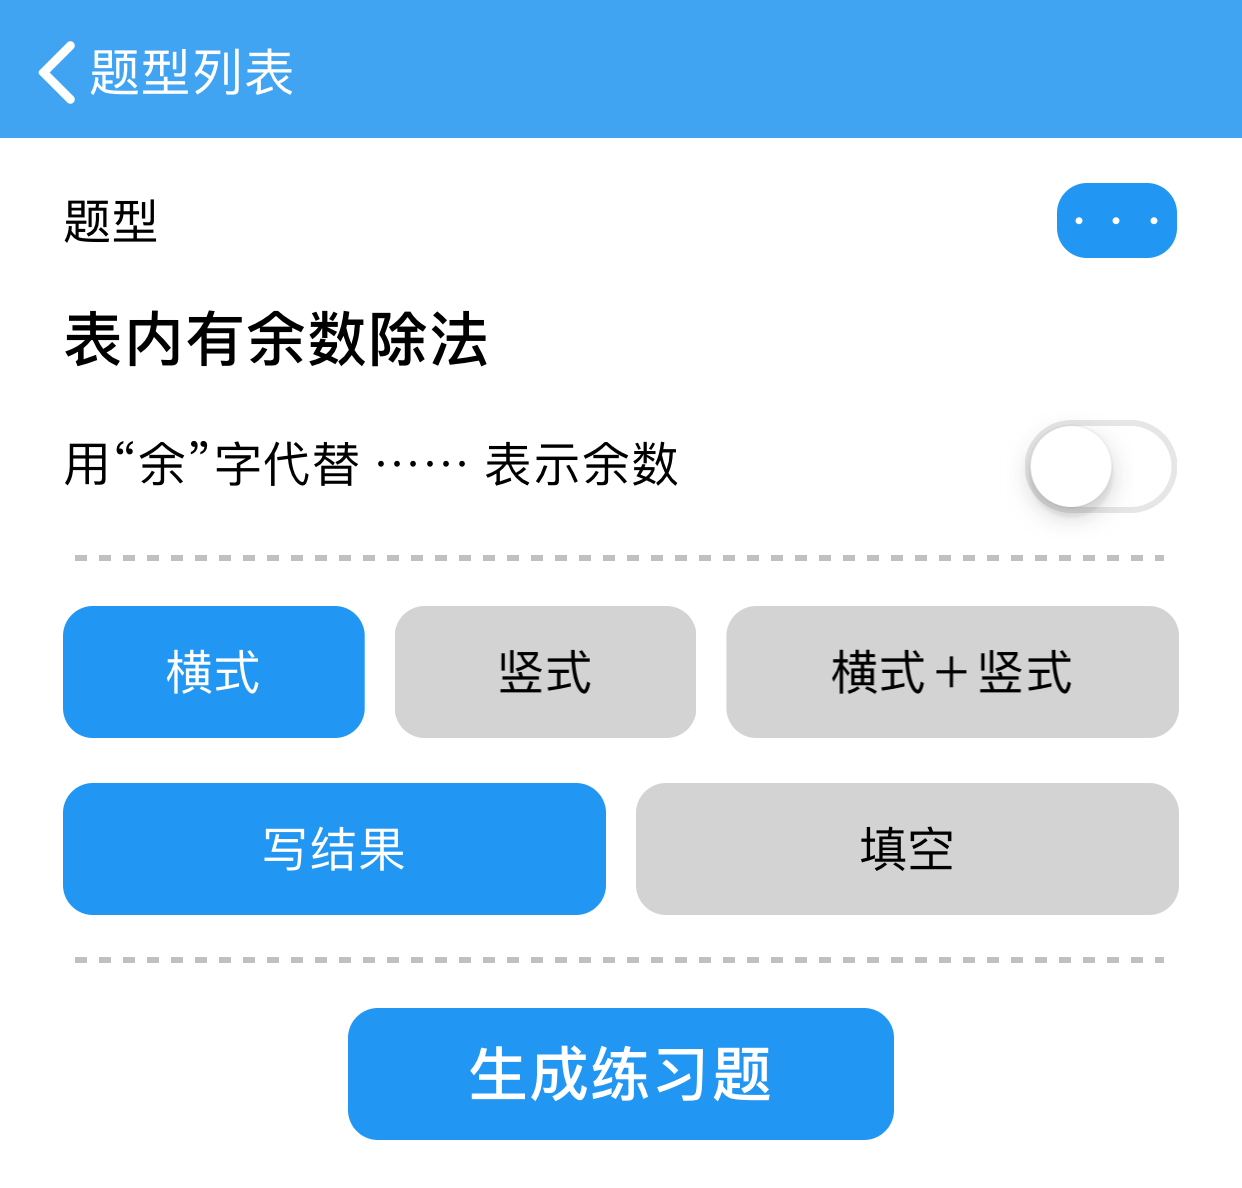 题型列表
题型
表内有余数除法
用“余”字代替 …… 表示余数
横式
竖式
横式＋竖式
写结果
填空
生成练习题